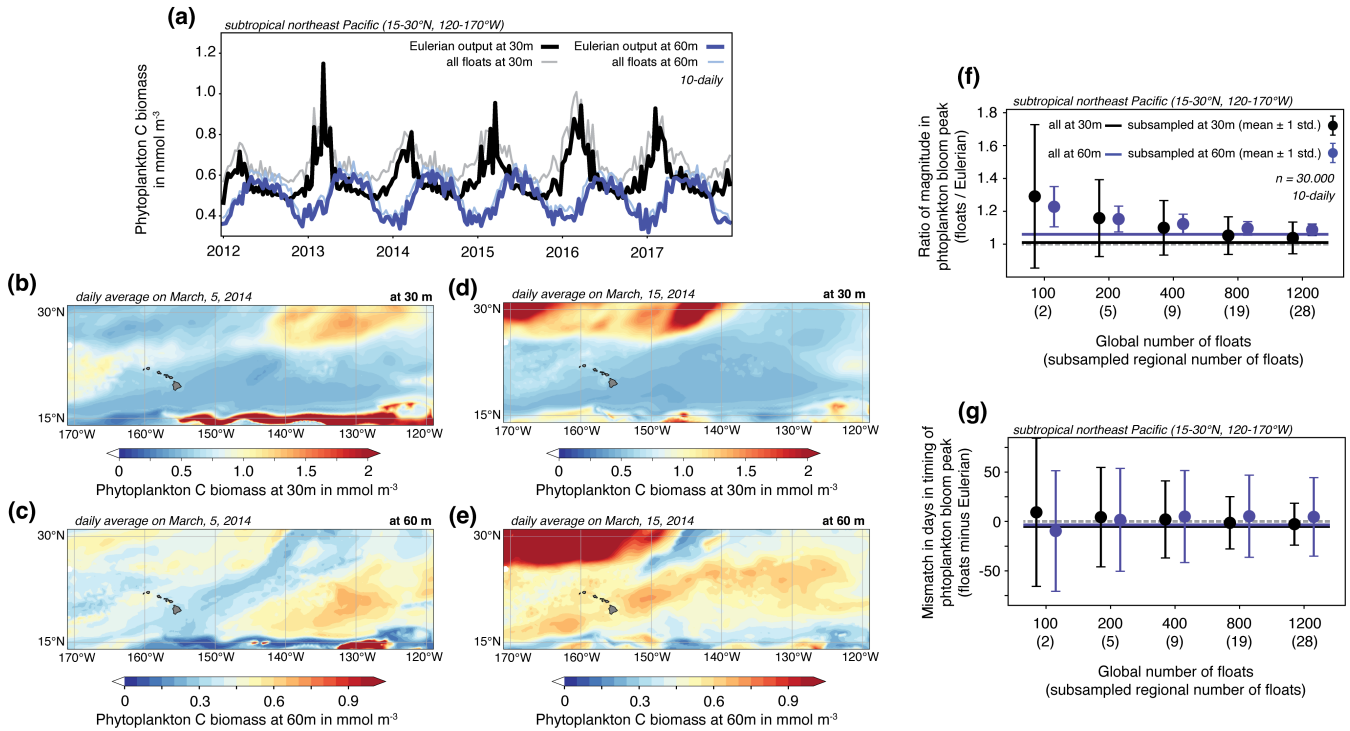 (a)
subtropical northeast Pacific (15-30°N, 120-170°W)
Eulerian output at 30m
Eulerian output at 60m
all floats at 30m
all floats at 60m
10-daily
Phytoplankton C biomass
in mmol m-3
1.2
1.0
0.8
0.6
0.4
2012 2013 2014 2015 2016 2017
(b)
daily average on March, 5, 2014
at 30 m
30°N
15°N
170°W 160°W 150°W 140°W 130°W 120°W
0 0.5 1.0 1.5 2
Phytoplankton C biomass at 30m in mmol m-3
(d)
daily average on March, 15, 2014
at 30 m
30°N
15°N
170°W 160°W 150°W 140°W 130°W 120°W
0 0.5 1.0 1.5 2
Phytoplankton C biomass at 30m in mmol m-3
(c)
daily average on March, 5, 2014
at 60 m
30°N
15°N
170°W 160°W 150°W 140°W 130°W 120°W
0 0.3 0.6 0.9
Phytoplankton C biomass at 60m in mmol m-3
(e)
daily average on March, 15, 2014
at 60 m
30°N
15°N
170°W 160°W 150°W 140°W 130°W 120°W
0 0.3 0.6 0.9
Phytoplankton C biomass at 60m in mmol m-3
(f)
subtropical northeast Pacific (15-30°N, 120-170°W)
all at 30m
subsampled at 30m (mean ± 1 std.)
all at 60m
subsampled at 60m (mean ± 1 std.)
n = 30.000
10-daily
Ratio of magnitude in
phtoplankton bloom peak
(floats / Eulerian)
1.8
1.6
1.4
1.2
1
100 200 400 800 1200
(2) (5) (9) (19) (28)
Global number of floats
(subsampled regional number of floats)
(g)
subtropical northeast Pacific (15-30°N, 120-170°W)
Mismatch in days in timing of
phtoplankton bloom peak
(floats minus Eulerian)
50
0
-50
100 200 400 800 1200
(2) (5) (9) (19) (28)
Global number of floats
(subsampled regional number of floats)